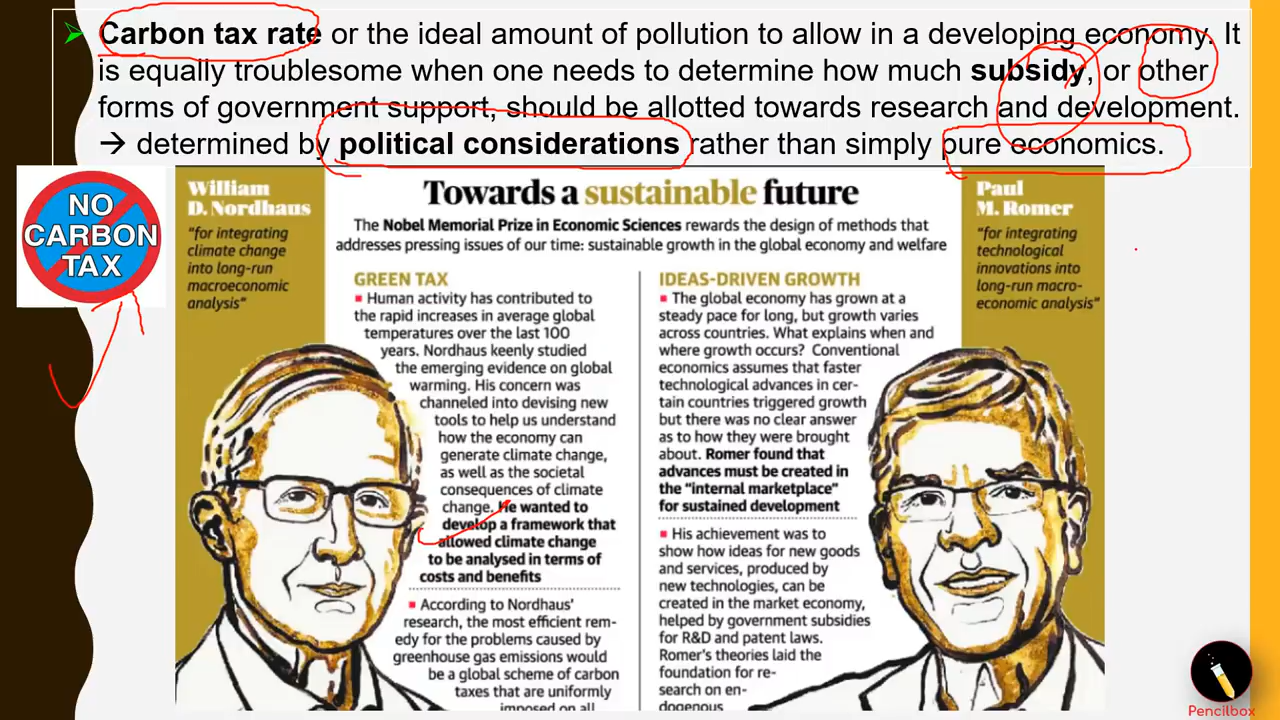 Carbon tax rate or the ideal amount of pollution to allow in a developing economy. It
is equally troublesome when one needs to determine how much subsidy, or other
forms of government support, should be allotted towards research and development.
→ determined by political considerations rather than simply pure economics.
NO
CARBON
TAX
William
D. Nordhaus
"for integrating
climate change
into long-run
macroeconomic
analysis"
Towards a sustainable future
The Nobel Memorial Prize in Economic Sciences rewards the design of methods that
addresses pressing issues of our time: sustainable growth in the global economy and welfare
GREEN TAX
Human activity has contributed to
the rapid increases in average global
temperatures over the last 100
years. Nordhaus keenly studied
the emerging evidence on global
warming. His concern was
channeled into devising new
tools to help us understand
how the economy can
generate climate change,
as well as the societal
consequences of climate
change. He wanted to
develop a framework that
allowed climate change
to be analysed in terms of
costs and benefits
According to Nordhaus'
research, the most efficient rem-
edy for the problems caused by
greenhouse gas emissions would
be a global scheme of carbon
taxes that are uniformly
imposed on all
IDEAS-DRIVEN GROWTH
The global economy has grown at a
steady pace for long, but growth varies
across countries. What explains when and
where growth occurs? Conventional
economics assumes that faster
technological advances in cer-
tain countries triggered growth
but there was no clear answer
as to how they were brought
about. Romer found that
advances must be created in
the "internal marketplace"
for sustained development
His achievement was to
show how ideas for new goods
and services, produced by
new technologies, can be
created in the market economy,
helped by government subsidies
for R&D and patent laws.
Romer's theories laid the
foundation for re-
search on en-
dogenous
Paul
M. Romer
"for integrating
technological
innovations into
long-run macro-
economic analysis"
Pencilbox